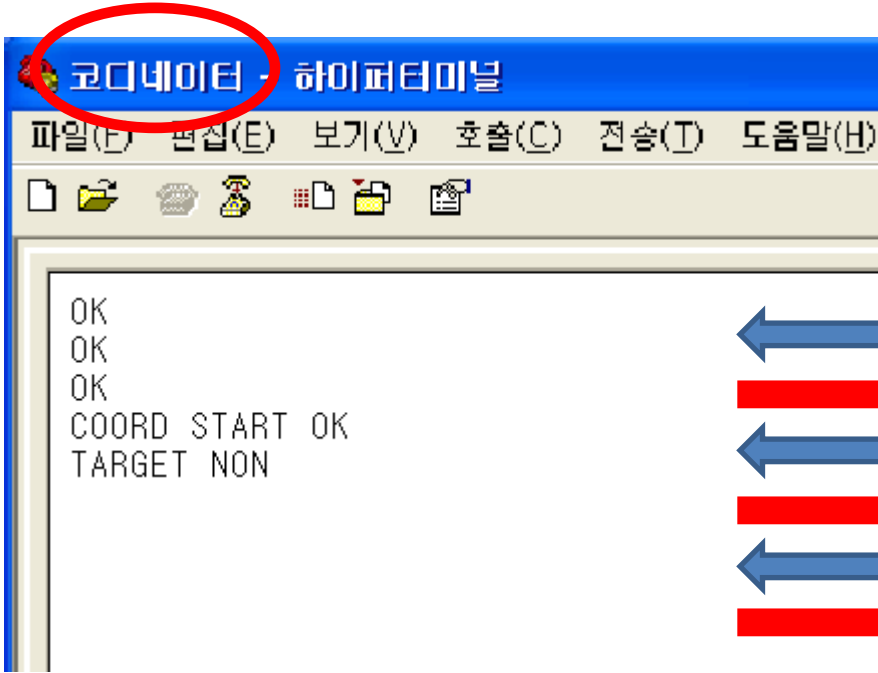 코디네이터 - 하이퍼터미널
파일(F) 편집(E) 보기(V) 호출(C) 전송(T) 도움말(H)
OK
OK
OK
COORD START OK
TARGET NON